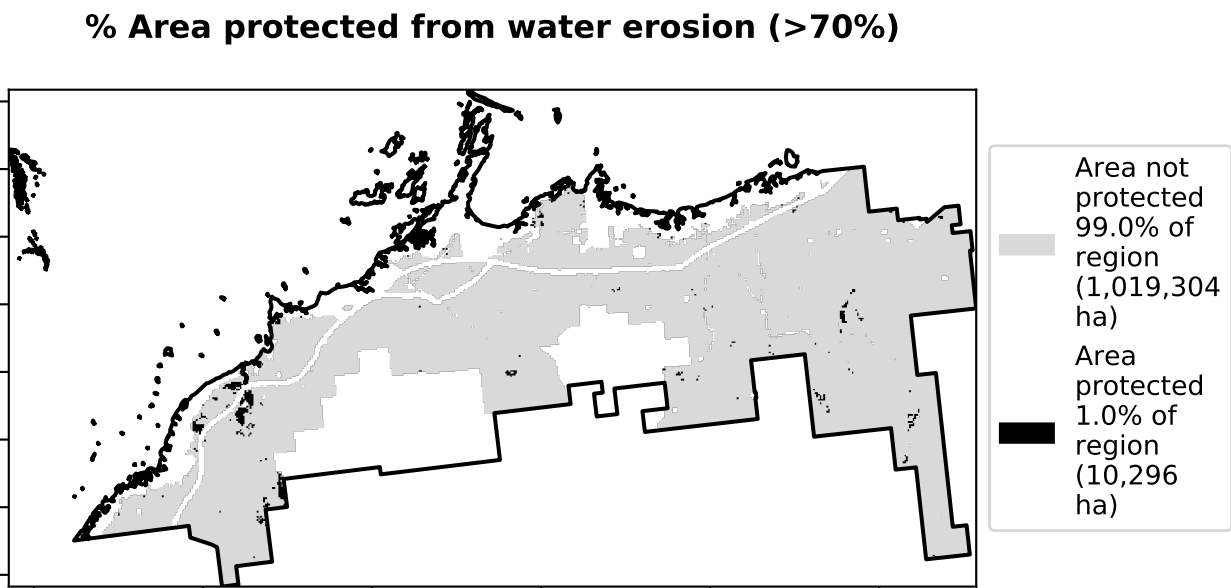 % Area protected from water erosion (>70%)
Area not
protected
99.0% of
region
(1,019,304
ha)
Area
protected
1.0% of
region
(10,296
ha)